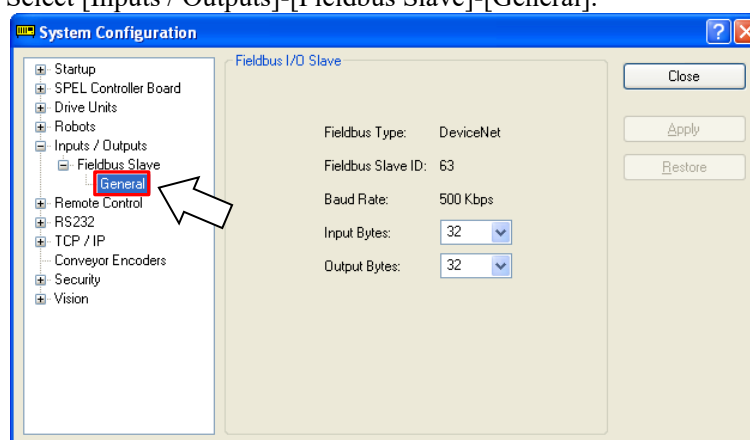 Select [Inputs / Outputs]-[Fieldbus Slave]-[General].
System Configuration
Startup
SPEL Controller Board
Drive Units
Robots
Inputs / Outputs
Fieldbus Slave
General
Remote Control
RS232
TCP / IP
Conveyor Encoders
Security
Vision
Fieldbus I/O Slave
Fieldbus Type: DeviceNet
Fieldbus Slave ID: 63
Baud Rate: 500 Kbps
Input Bytes: 32
Output Bytes: 32
Close
Apply
Restore